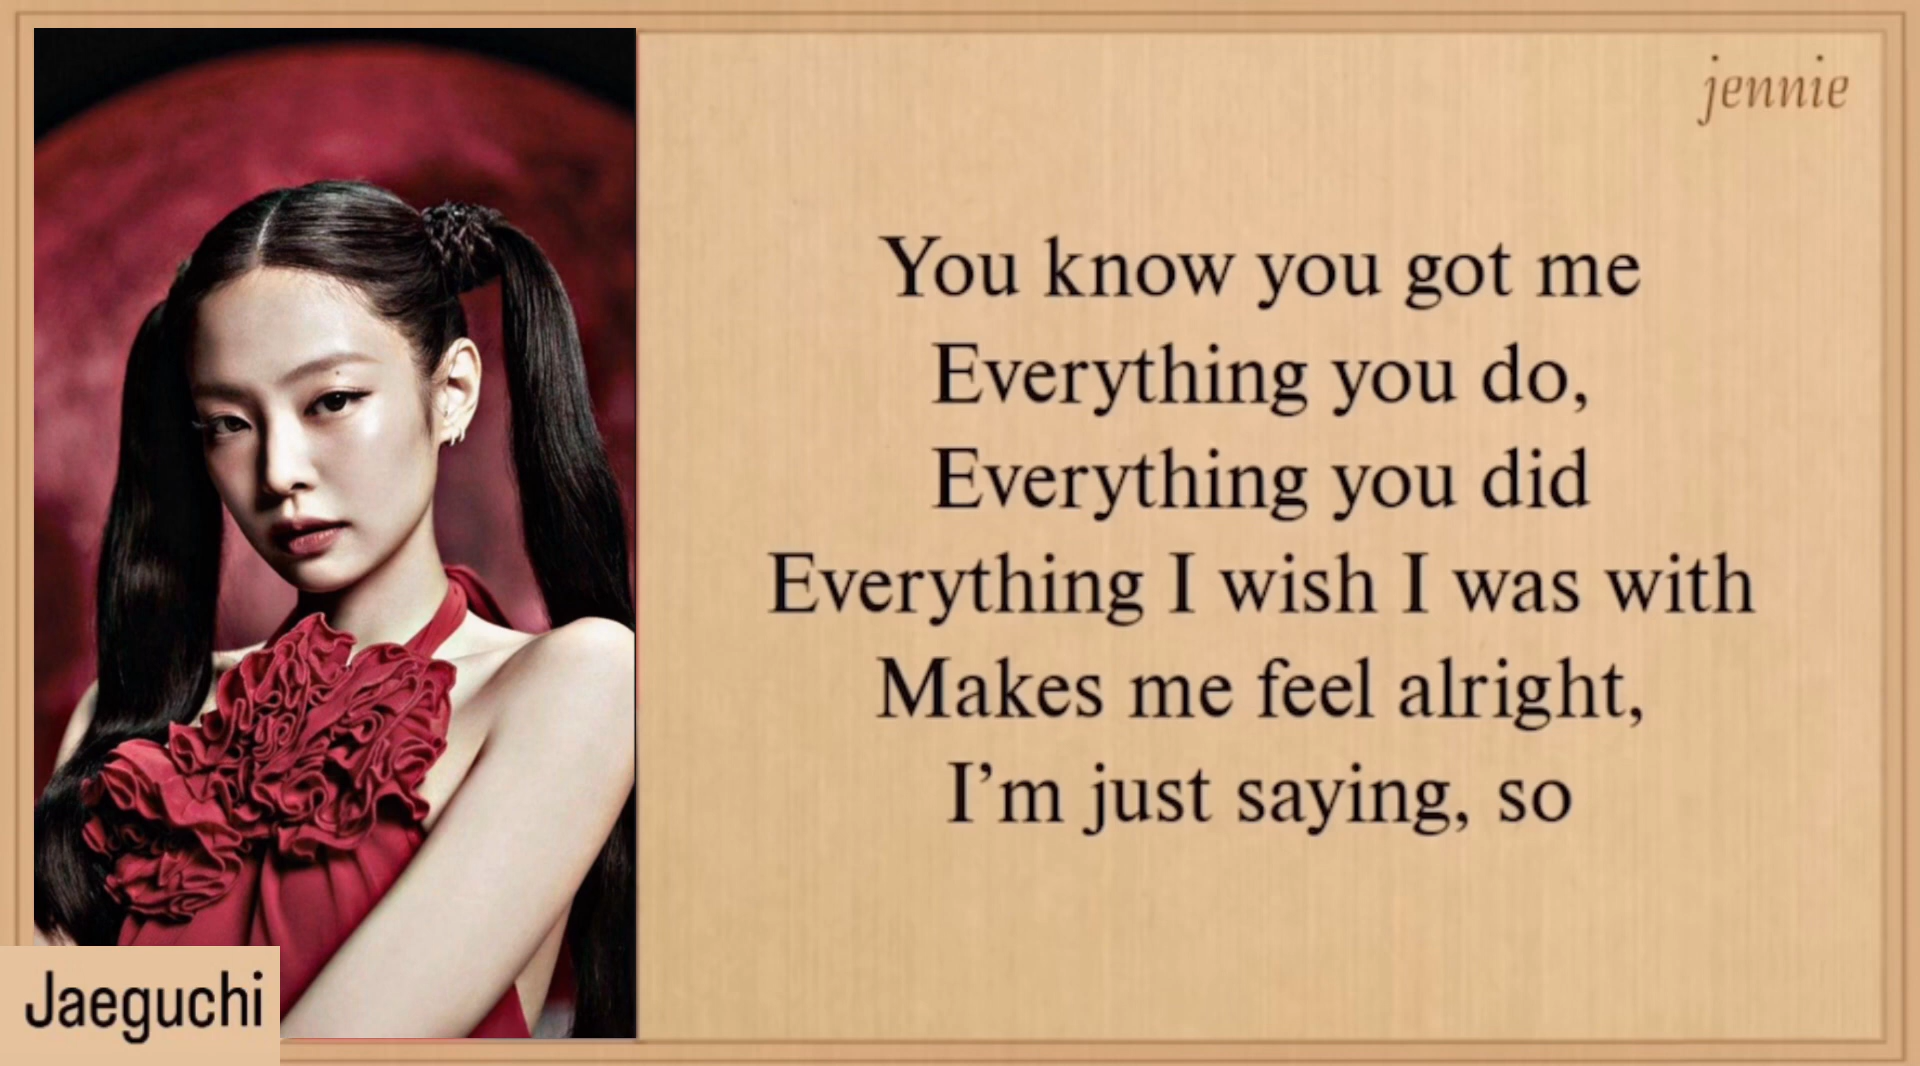 jennie
You know you got me
Everything you do,
Everything you did
Everything I wish I was with
Makes me feel alright,
I’m just saying, so
Jaeguchi